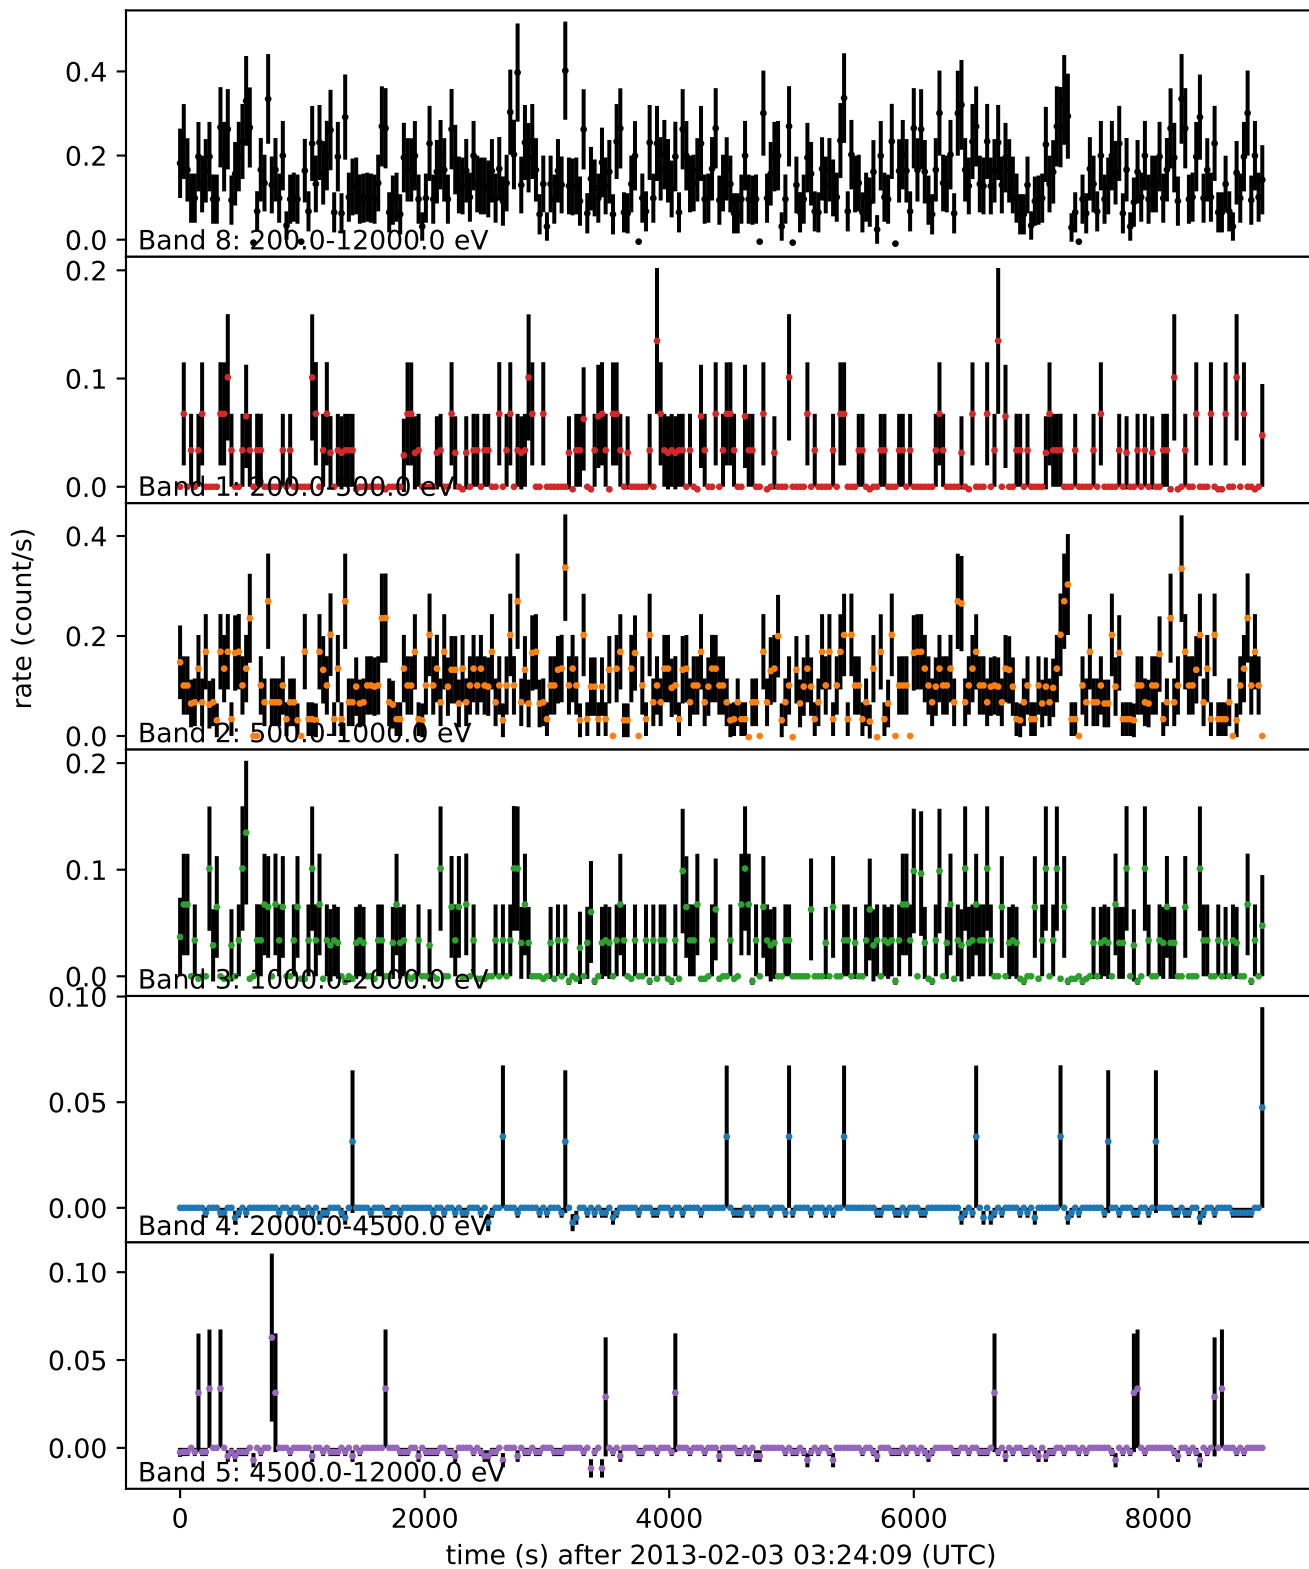 0.4
0.2
0.0
Band 8: 200.0-12000.0 eV
0.2
0.1
0.0
Band 1: 200.0-500.0 eV
rate (count/s)
0.4
0.2
0.0
Band 2: 500.0-1000.0 eV
0.2
0.1
0.0
Band 3: 1000.0-2000.0 eV
0.10
0.05
0.00
Band 4: 2000.0-4500.0 eV
0.10
0.05
0.00
Band 5: 4500.0-12000.0 eV
0 2000 4000 6000 8000
time (s) after 2013-02-03 03:24:09 (UTC)